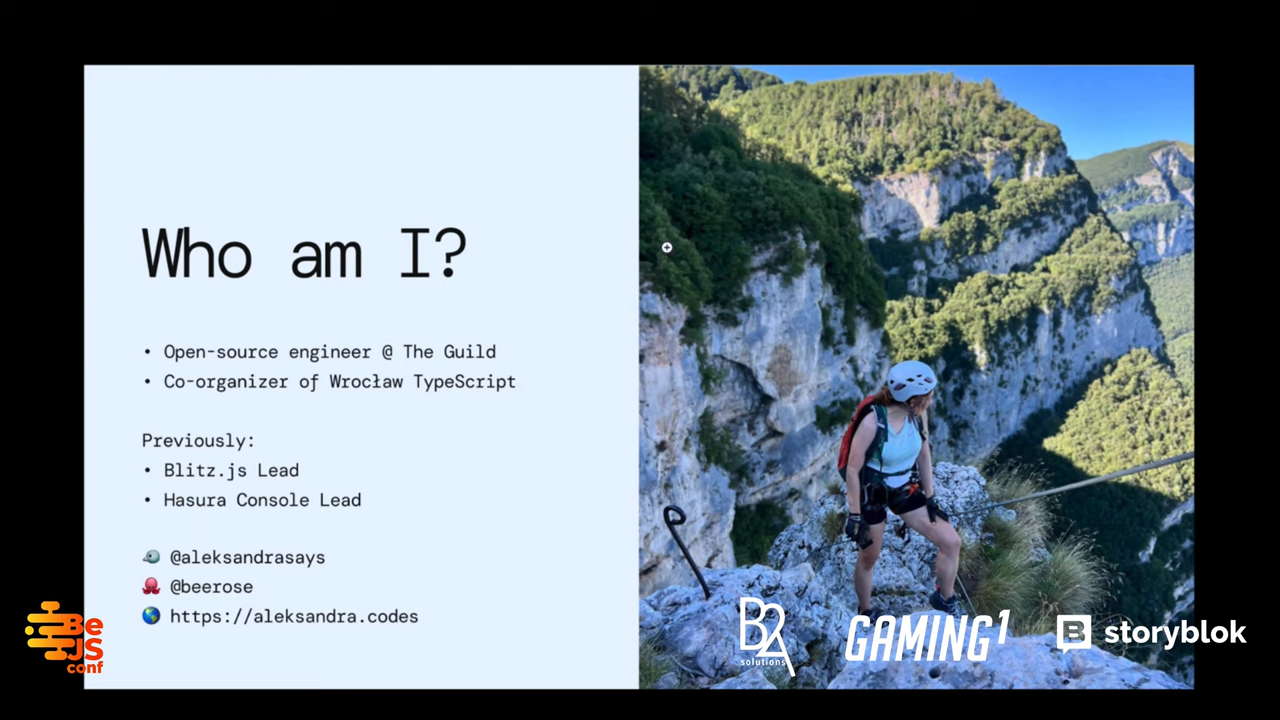 Who am I?
• Open-source engineer @ The Guild
• Co-organizer of Wrocław TypeScript
Previously:
• Blitz.js Lead
• Hasura Console Lead
@aleksandrasays
@beerose
https://aleksandra.codes
BeJS
conf
B2A
solutions
GAMING1
storyblok